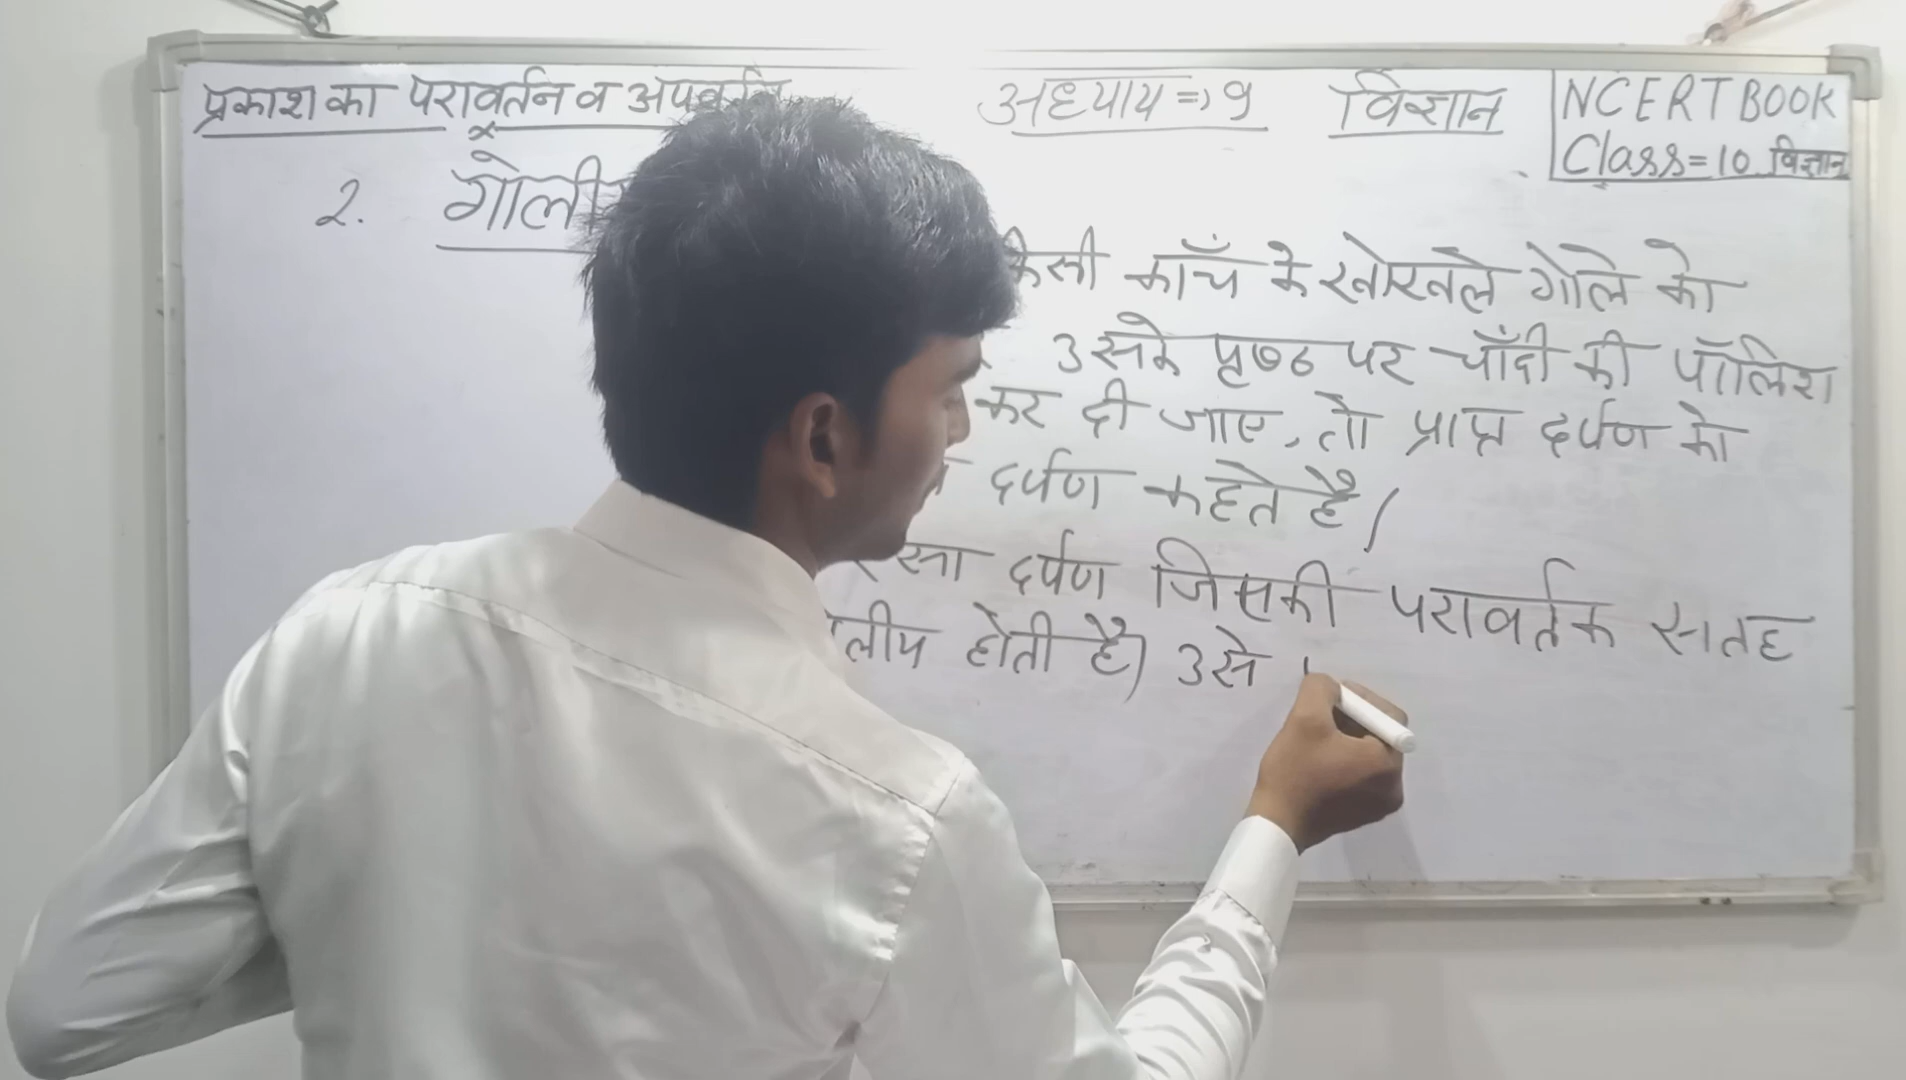 प्रकाश का परावर्तन व अपवर्तन अध्याय => 9 विज्ञान NCERT BOOK
Class = 10 विज्ञान
2. गोली
किसी काँच के खोखले गोले को
उसके पृष्ठ पर चाँदी की पॉलिश
कर दी जाए, तो प्राप्त दर्पण को
दर्पण कहते है।
दर्पण जिसकी परावर्तक सतह
लीय होती है, उसे